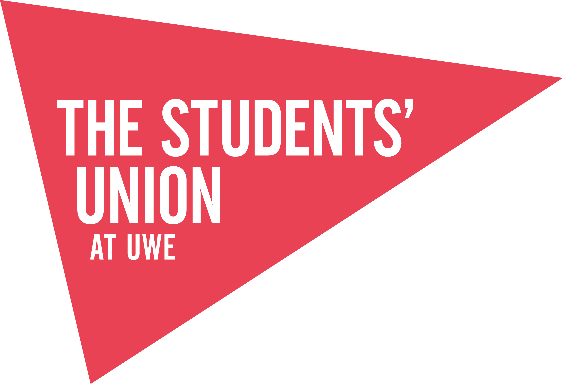 THE STUDENTS’
UNION
AT UWE